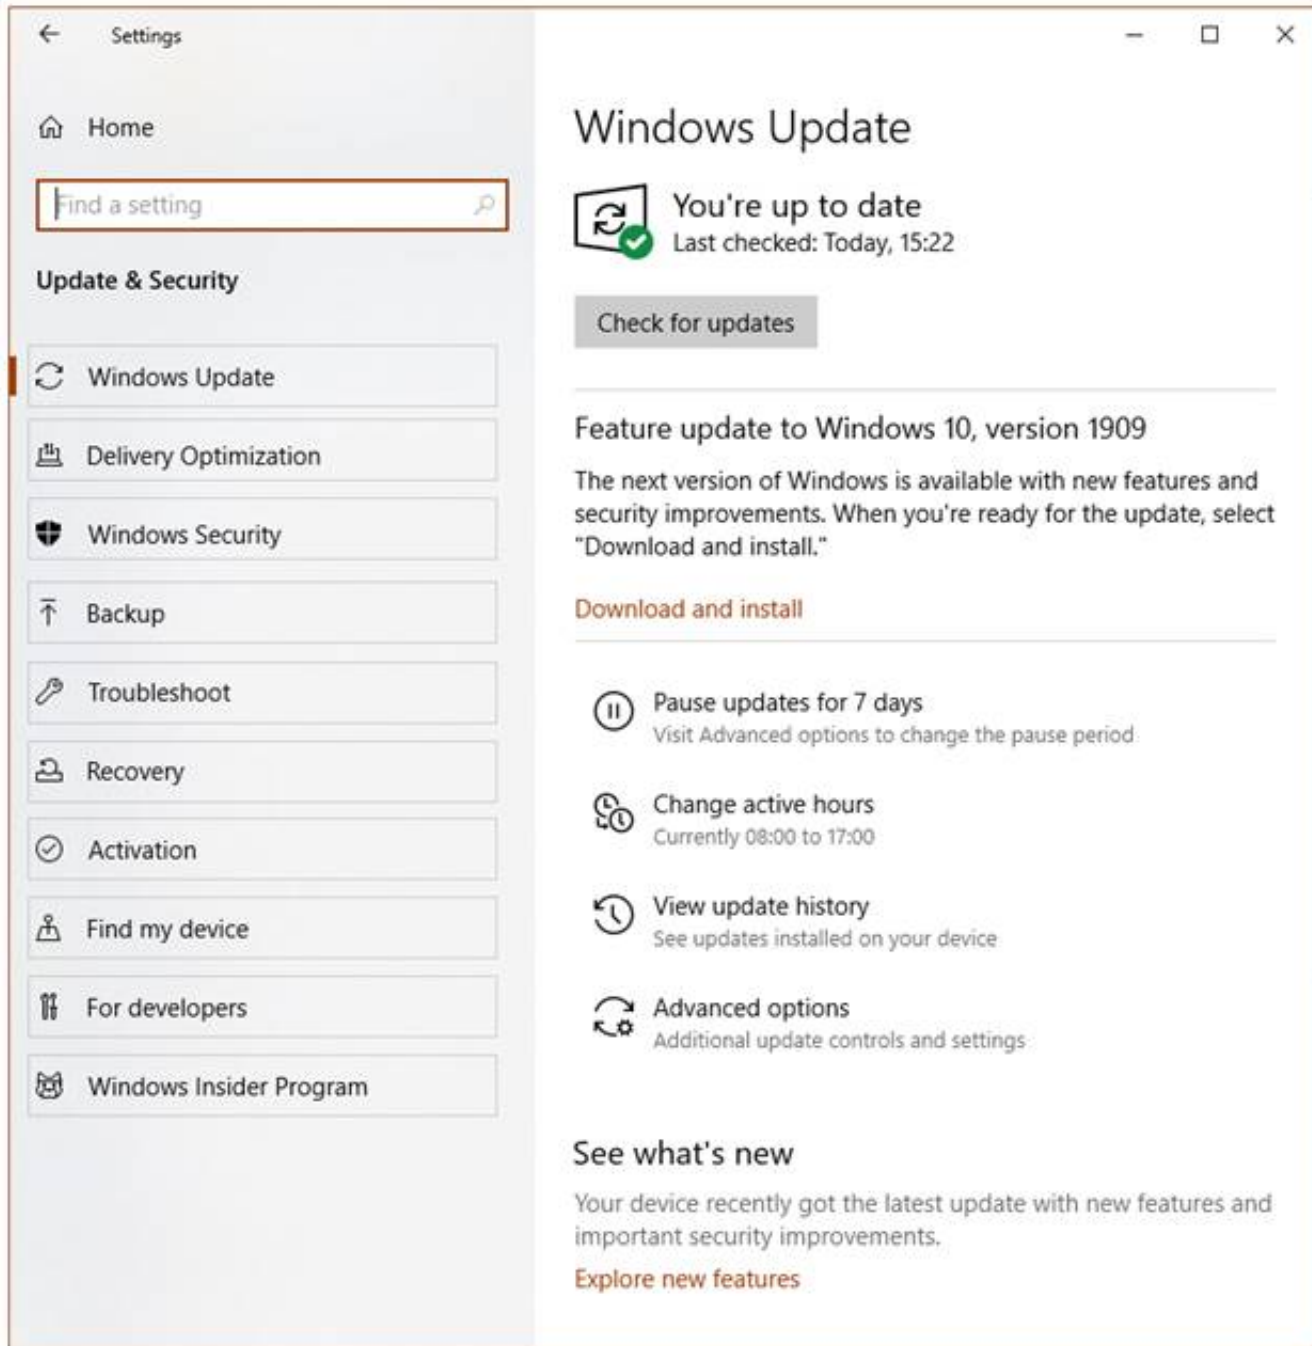 Settings
Home
Find a setting
Update & Security
Windows Update
Delivery Optimization
Windows Security
Backup
Troubleshoot
Recovery
Activation
Find my device
For developers
Windows Insider Program
Windows Update
You're up to date
Last checked: Today, 15:22
Check for updates
Feature update to Windows 10, version 1909
The next version of Windows is available with new features and
security improvements. When you're ready for the update, select
"Download and install."
Download and install
Pause updates for 7 days
Visit Advanced options to change the pause period
Change active hours
Currently 08:00 to 17:00
View update history
See updates installed on your device
Advanced options
Additional update controls and settings
See what's new
Your device recently got the latest update with new features and
important security improvements.
Explore new features